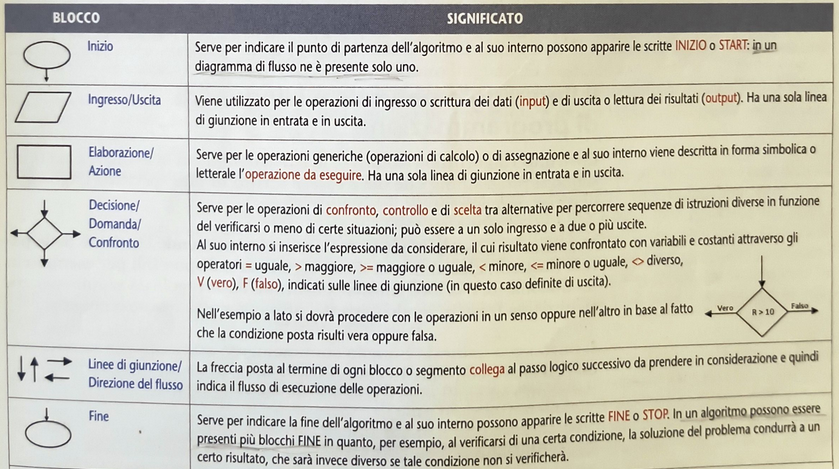 BLOCCO SIGNIFICATO
Inizio
Serve per indicare il punto di partenza dell'algoritmo e al suo interno possono apparire le scritte INIZIO o START: in un
diagramma di flusso ne è presente solo uno.
Ingresso/Uscita
Viene utilizzato per le operazioni di ingresso o scrittura dei dati (input) e di uscita o lettura dei risultati (output). Ha una sola linea
di giunzione in entrata e in uscita.
Elaborazione/
Azione
Serve per le operazioni generiche (operazioni di calcolo) o di assegnazione e al suo interno viene descritta in forma simbolica o
letterale l'operazione da eseguire. Ha una sola linea di giunzione in entrata e in uscita.
Decisione/
Domanda/
Confronto
Serve per le operazioni di confronto, controllo e di scelta tra alternative per percorrere sequenze di istruzioni diverse in funzione
del verificarsi o meno di certe situazioni; può essere a un solo ingresso e a due o più uscite.
Al suo interno si inserisce l'espressione da considerare, il cui risultato viene confrontato con variabili e costanti attraverso gli
operatori = uguale, > maggiore, >= maggiore o uguale, < minore, <= minore o uguale, <> diverso,
V (vero), F (falso), indicati sulle linee di giunzione (in questo caso definite di uscita).
Nell'esempio a lato si dovrà procedere con le operazioni in un senso oppure nell'altro in base al fatto
che la condizione posta risulti vera oppure falsa.
Vero R > 10 Falso
Linee di giunzione/
Direzione del flusso
La freccia posta al termine di ogni blocco o segmento collega al passo logico successivo da prendere in considerazione e quindi
indica il flusso di esecuzione delle operazioni.
Fine
Serve per indicare la fine dell'algoritmo e al suo interno possono apparire le scritte FINE o STOP. In un algoritmo possono essere
presenti più blocchi FINE in quanto, per esempio, al verificarsi di una certa condizione, la soluzione del problema condurrà a un
certo risultato, che sarà invece diverso se tale condizione non si verificherà.